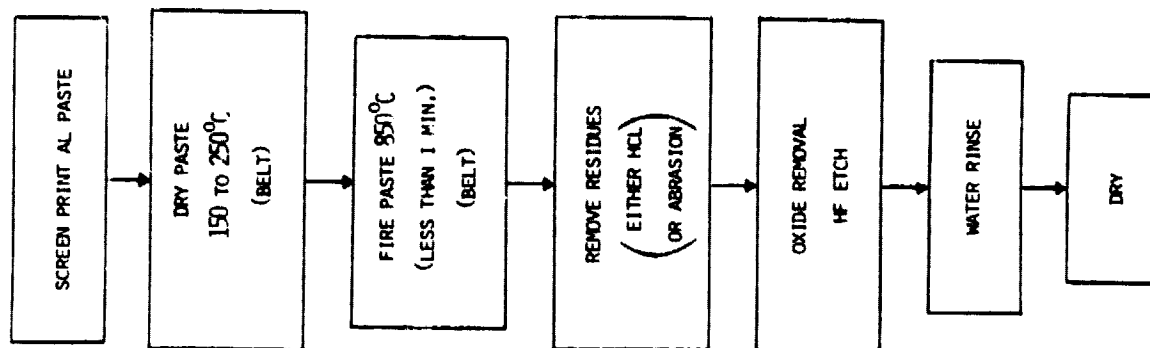 SCREEN PRINT AL PASTE
DRY PASTE
150 TO 250°C
(BELT)
FIRE PASTE 850°C
(LESS THAN 1 MIN.)
(BELT)
REMOVE RESIDUES
(EITHER HCL
OR ABRASION)
OXIDE REMOVAL
HF ETCH
WATER RINSE
DRY